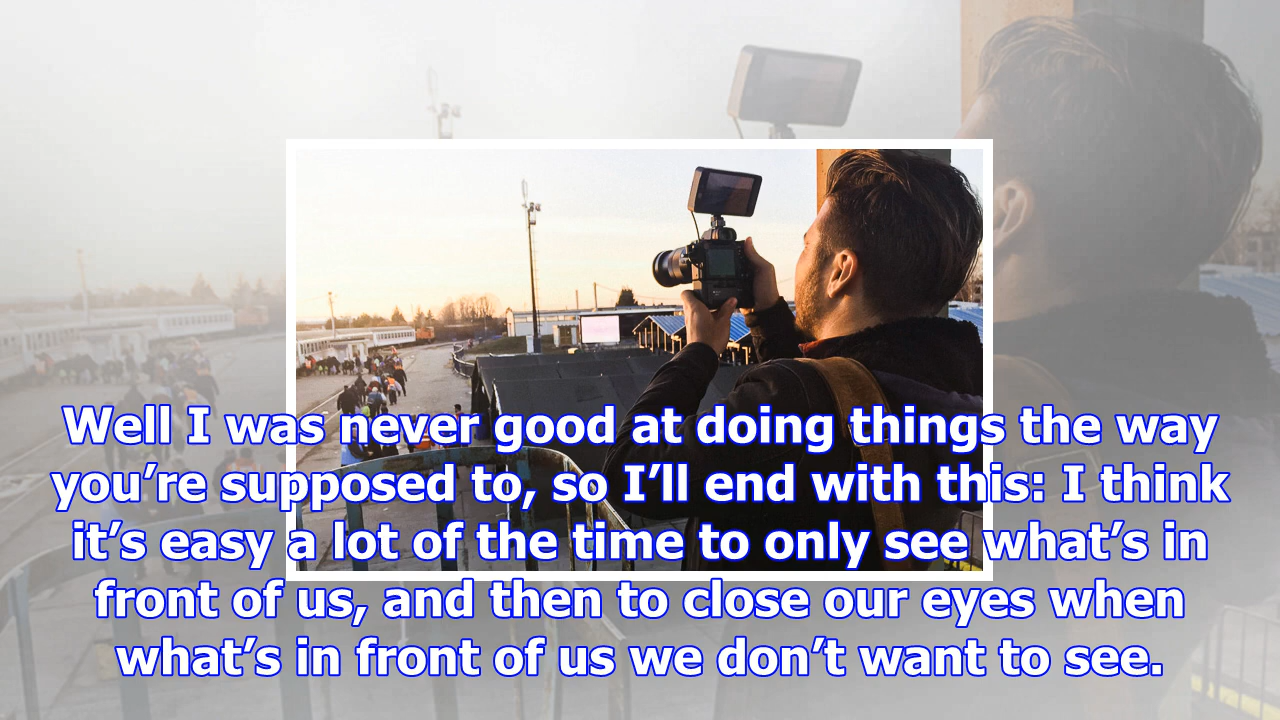 Well I was never good at doing things the way
you’re supposed to, so I’ll end with this: I think
it’s easy a lot of the time to only see what’s in
front of us, and then to close our eyes when
what’s in front of us we don’t want to see.